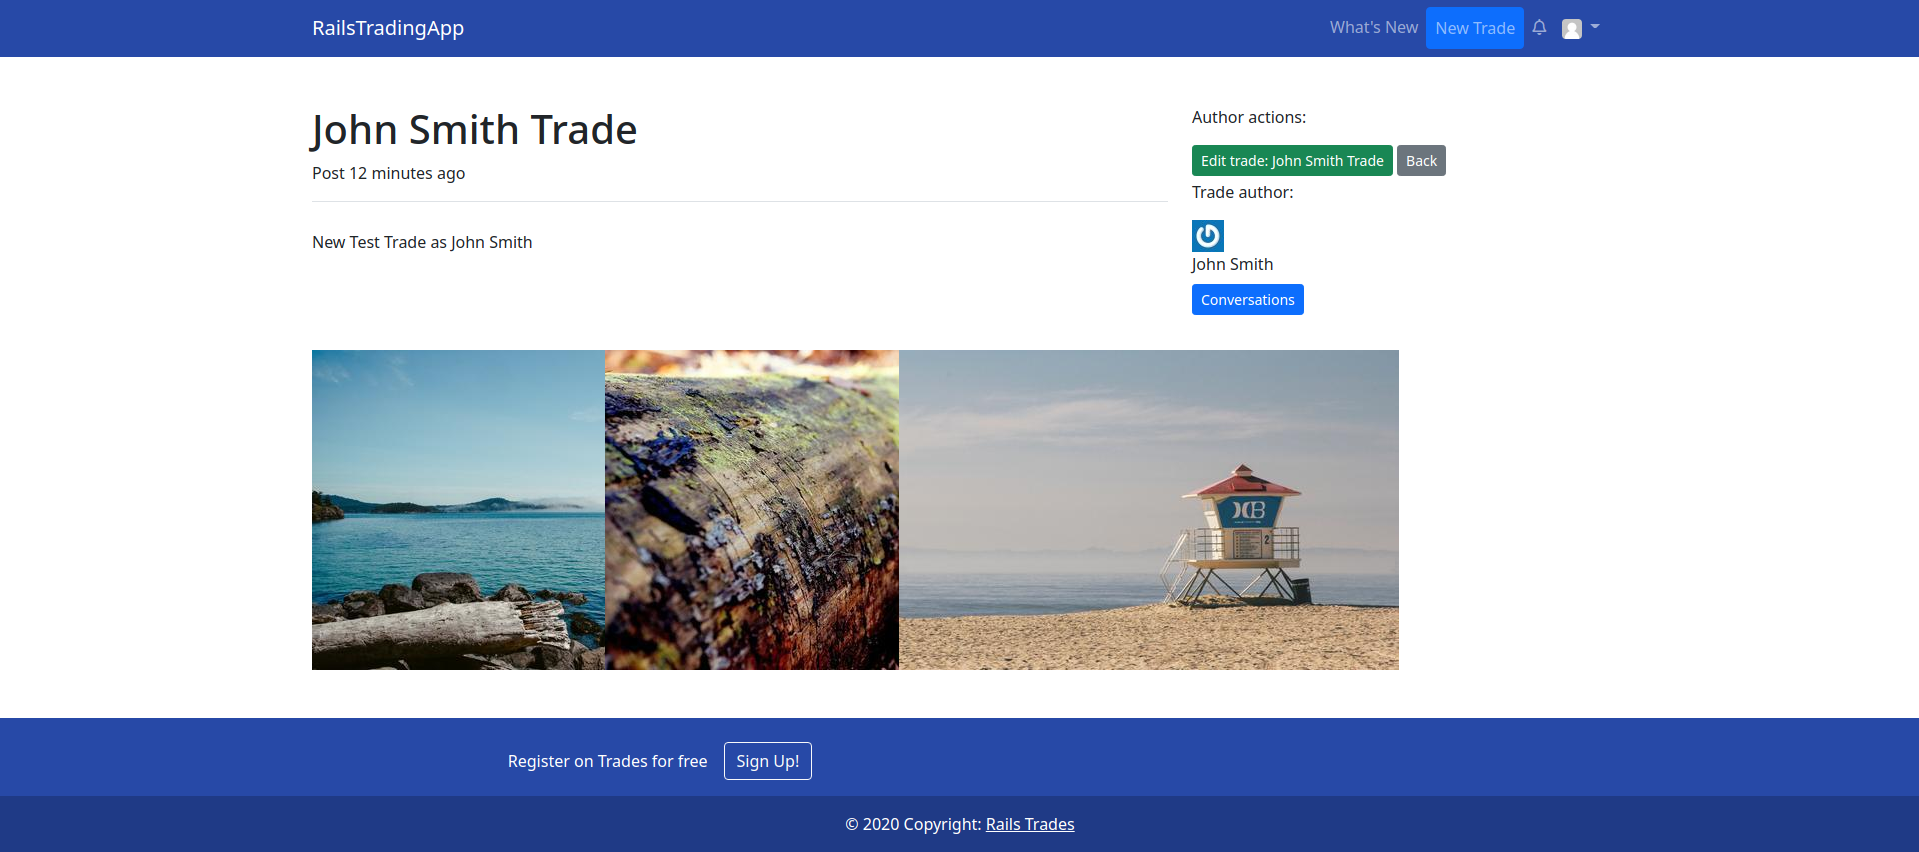 RailsTradingApp
What's New
New Trade
John Smith Trade
Post 12 minutes ago
New Test Trade as John Smith
Author actions:
Edit trade: John Smith Trade
Back
Trade author:
John Smith
Conversations
2
Register on Trades for free
Sign Up!
© 2020 Copyright: Rails Trades